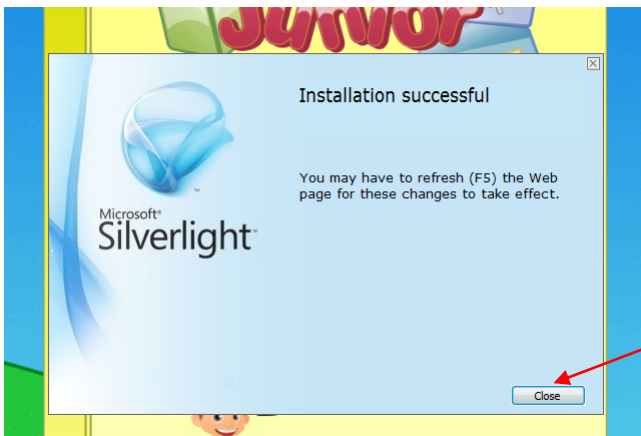 Junior
Installation successful
You may have to refresh (F5) the Web
page for these changes to take effect.
Microsoft®
Silverlight™
Close